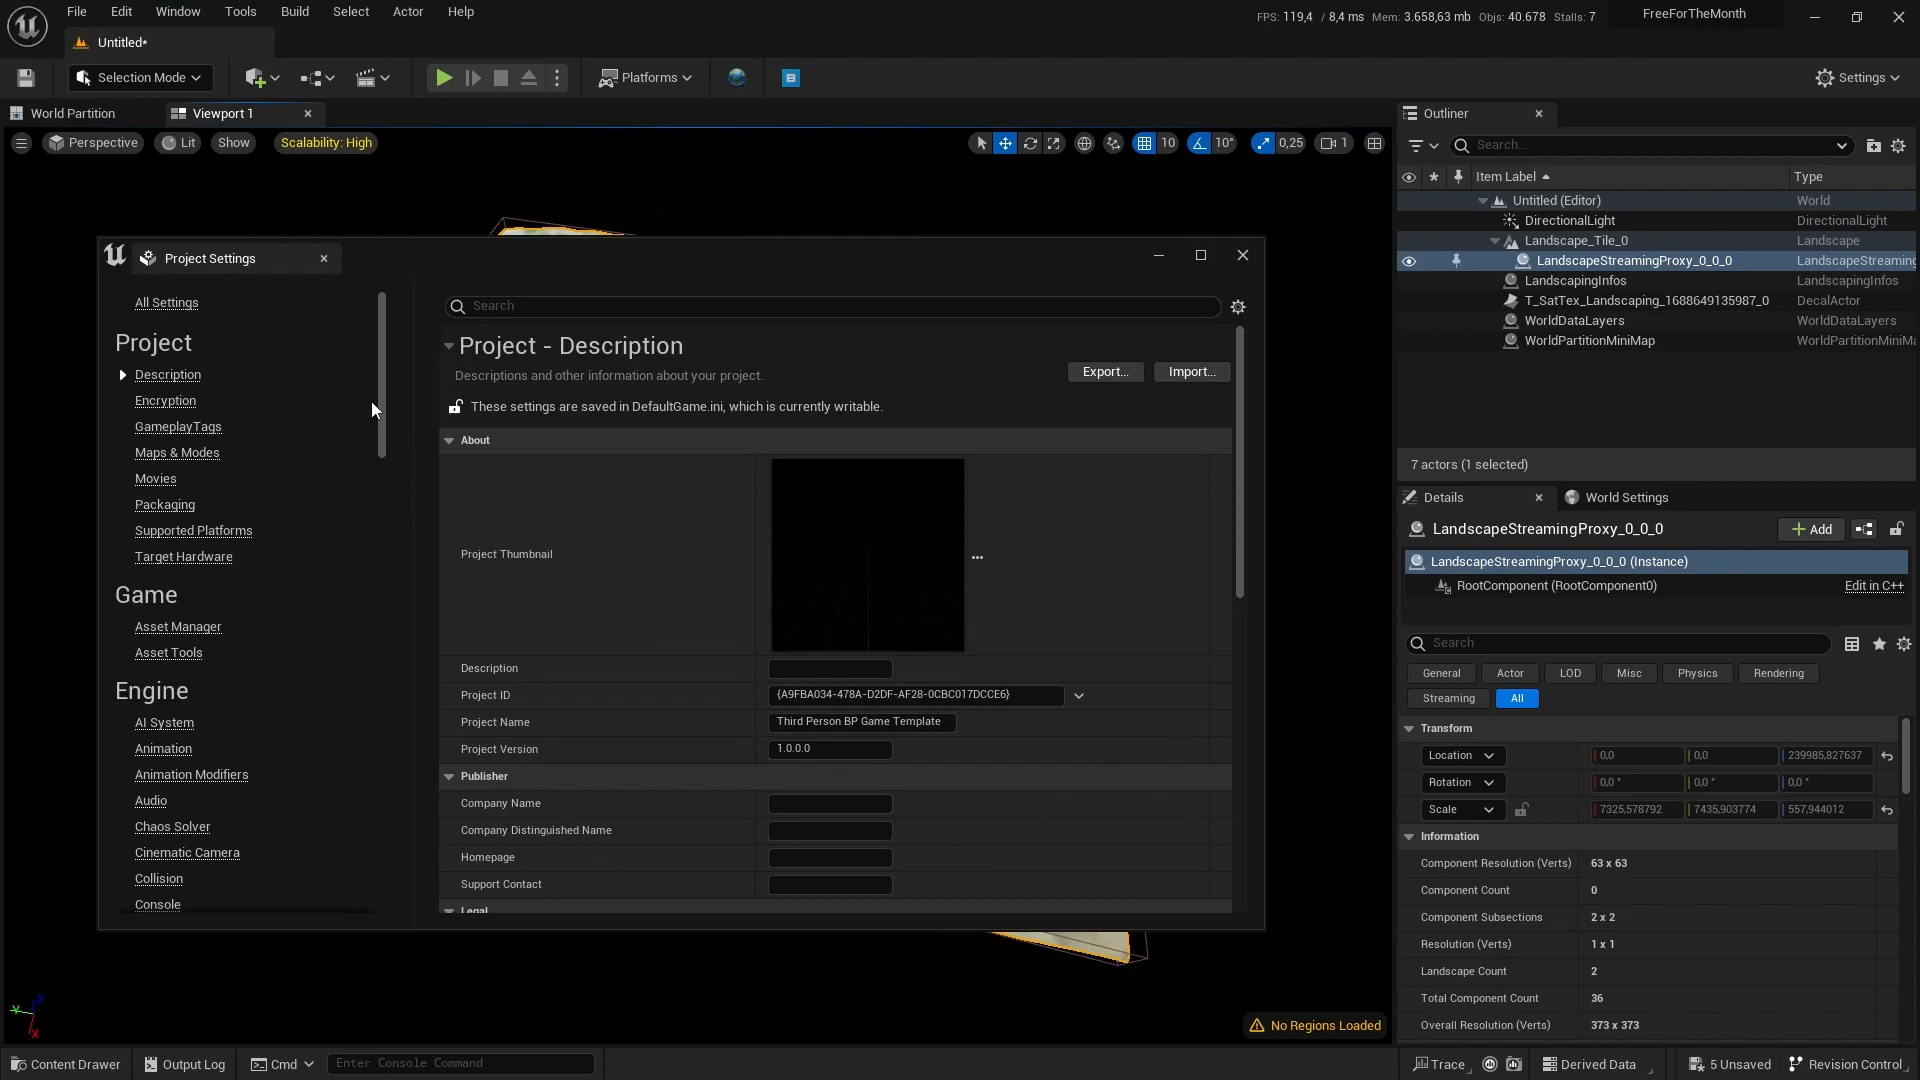 File Edit Window Tools Build Select Actor Help
FPS: 119,4 / 8,4 ms Mem: 3.658,63 mb Objs: 40.678 Stalls: 7
FreeForTheMonth
Untitled*
Selection Mode
Platforms
Settings
World Partition
Viewport 1
Perspective
Lit
Show
Scalability: High
10
10°
0,25
1
Outliner
Search...
Item Label
Type
Untitled (Editor) World
DirectionalLight DirectionalLight
Landscape_Tile_0 Landscape
LandscapeStreamingProxy_0_0_0 LandscapeStreaming
LandscapingInfos LandscapingInfos
T_SatTex_Landscaping_1688649135987_0 DecalActor
WorldDataLayers WorldDataLayers
WorldPartitionMiniMap WorldPartitionMiniMa
7 actors (1 selected)
Project Settings
All Settings
Project
Description
Encryption
GameplayTags
Maps & Modes
Movies
Packaging
Supported Platforms
Target Hardware
Game
Asset Manager
Asset Tools
Engine
AI System
Animation
Animation Modifiers
Audio
Chaos Solver
Cinematic Camera
Collision
Console
Search
Project - Description
Descriptions and other information about your project.
Export...
Import...
These settings are saved in DefaultGame.ini, which is currently writable.
About
Project Thumbnail
Description
Project ID {A9FBA034-478A-D2DF-AF28-0CBC017DCCE6}
Project Name Third Person BP Game Template
Project Version 1.0.0.0
Publisher
Company Name
Company Distinguished Name
Homepage
Support Contact
Legal
Details
World Settings
LandscapeStreamingProxy_0_0_0
Add
LandscapeStreamingProxy_0_0_0 (Instance)
RootComponent (RootComponent0)
Edit in C++
Search
General Actor LOD Misc Physics Rendering
Streaming All
Transform
Location 0,0 0,0 239985,827637
Rotation 0,0 ° 0,0 ° 0,0 °
Scale 7325,578792 7435,903774 557,944012
Information
Component Resolution (Verts) 63 x 63
Component Count 0
Component Subsections 2 x 2
Resolution (Verts) 1 x 1
Landscape Count 2
Total Component Count 36
Overall Resolution (Verts) 373 x 373
No Regions Loaded
Y
Z
X
Content Drawer
Output Log
Cmd
Enter Console Command
Trace
Derived Data
5 Unsaved
Revision Control